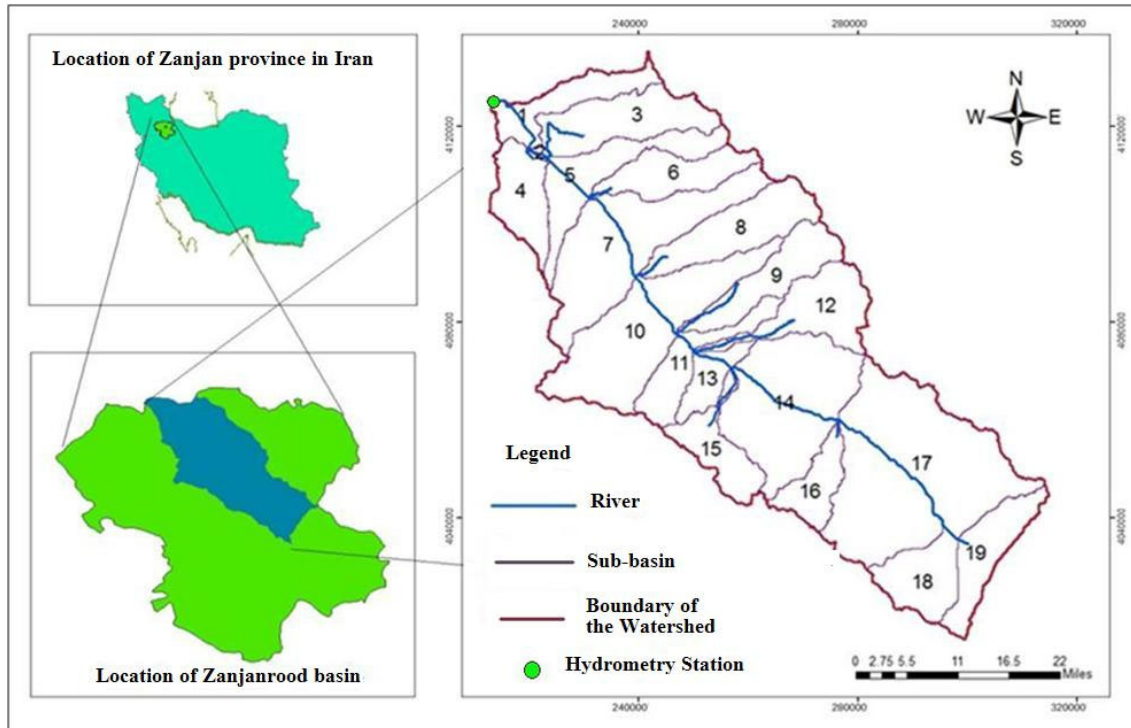 Location of Zanjan province in Iran
Location of Zanjanrood basin
240000
280000
320000
4120000
4080000
4040000
4120000
4080000
4040000
N
W
E
S
1
2
3
4
5
6
7
8
9
10
11
12
13
14
15
16
17
18
19
Legend
River
Sub-basin
Boundary of
the Watershed
Hydrometry Station
0 2.75 5.5 11 16.5 22
Miles
240000
280000
320000